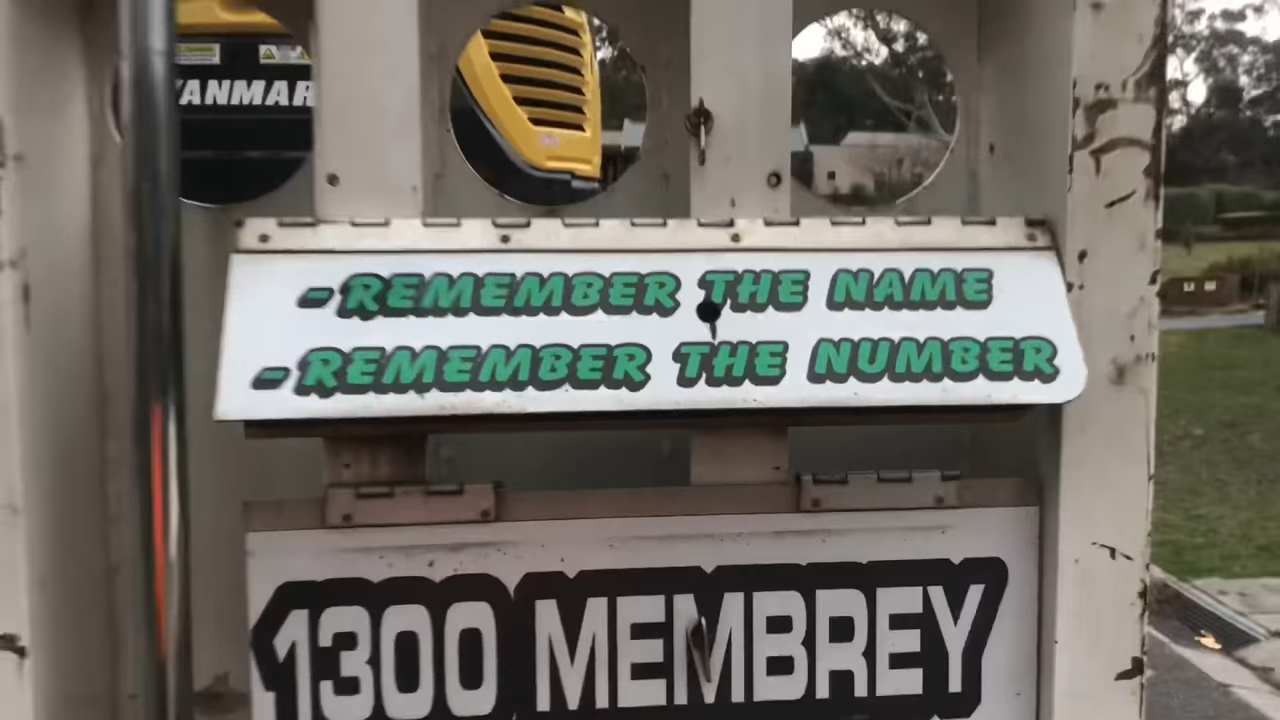 YANMAR
- REMEMBER THE NAME
- REMEMBER THE NUMBER
1300 MEMBREY